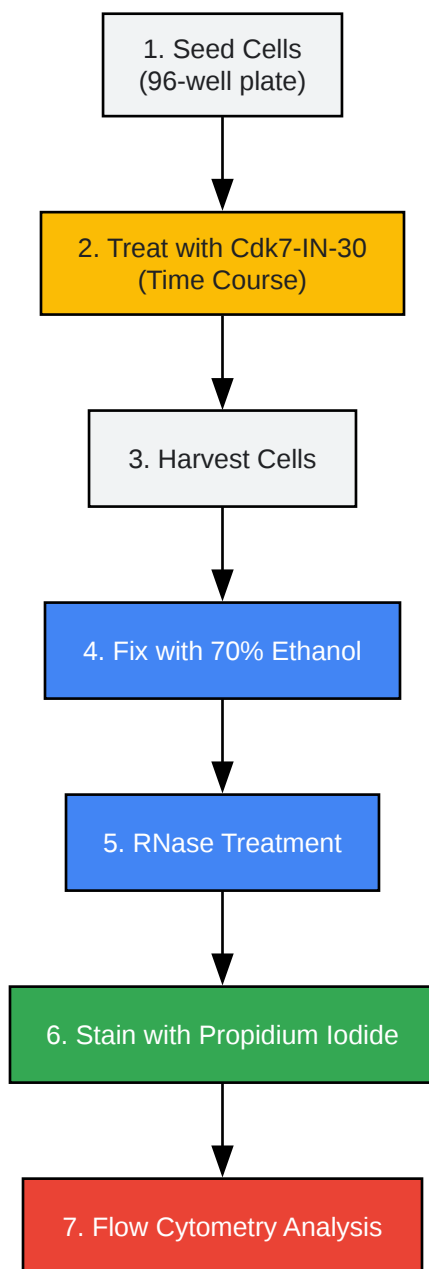 1. Seed Cells
(96-well plate)
2. Treat with Cdk7-IN-30
(Time Course)
3. Harvest Cells
4. Fix with 70% Ethanol
5. RNase Treatment
6. Stain with Propidium Iodide
7. Flow Cytometry Analysis